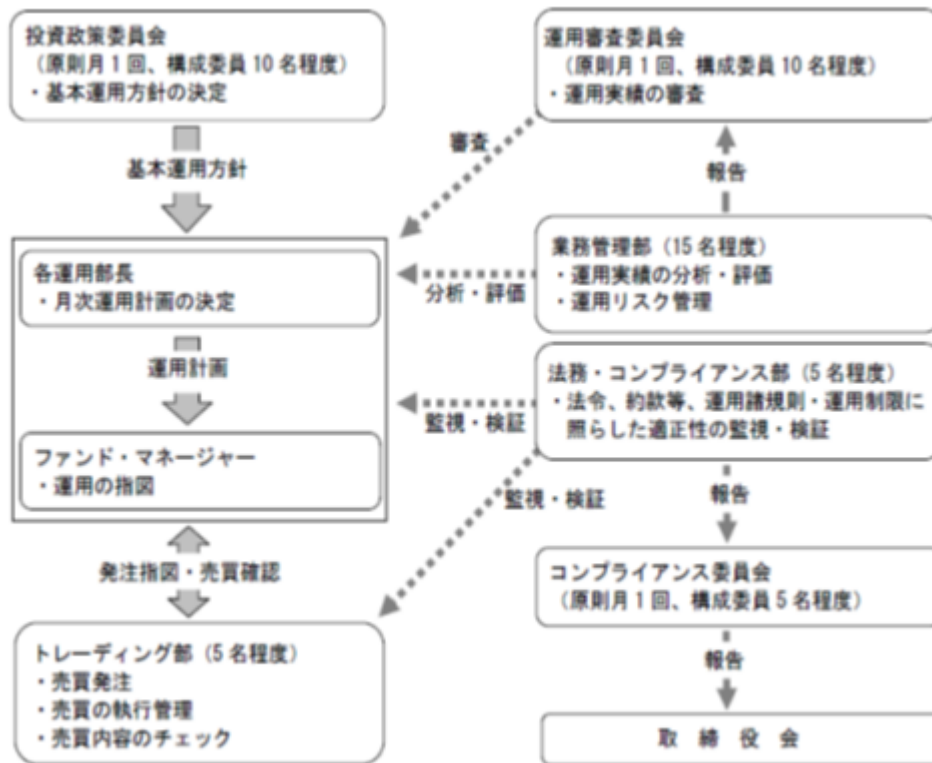 投資政策委員会
（原則月1回、構成委員10名程度）
・基本運用方針の決定
基本運用方針
各運用部長
・月次運用計画の決定
運用計画
ファンド・マネージャー
・運用の指図
発注指図・売買確認
トレーディング部（5名程度）
・売買発注
・売買の執行管理
・売買内容のチェック
運用審査委員会
（原則月1回、構成委員10名程度）
・運用実績の審査
審査
報告
業務管理部（15名程度）
・運用実績の分析・評価
・運用リスク管理
分析・評価
法務・コンプライアンス部（5名程度）
・法令、約款等、運用諸規則・運用制限に
照らした適正性の監視・検証
監視・検証
監視・検証
報告
コンプライアンス委員会
（原則月1回、構成委員5名程度）
報告
取 締 役 会